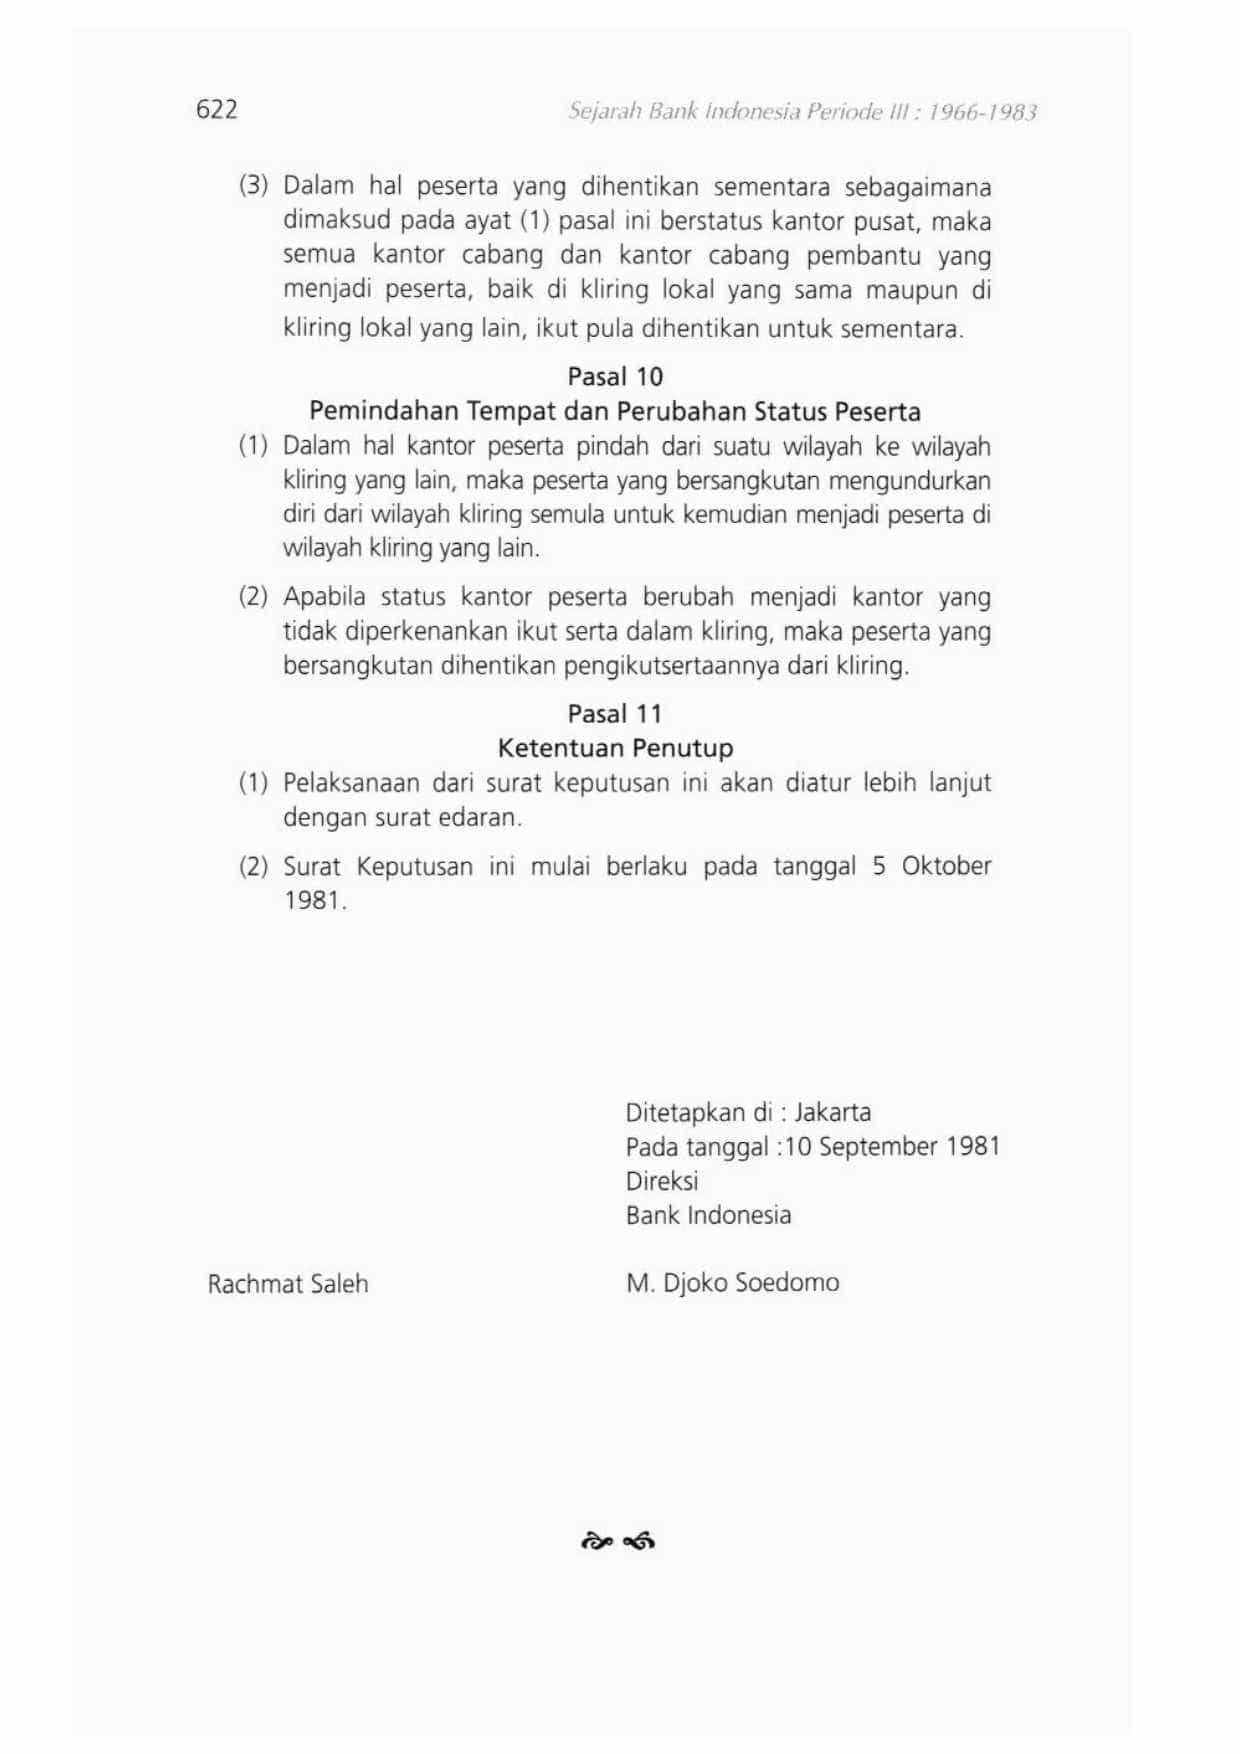 622
Sejarah Bank Indonesia Periode III : 1966-1983
(3) Dalam hal peserta yang dihentikan sementara sebagaimana
dimaksud pada ayat (1) pasal ini berstatus kantor pusat, maka
semua kantor cabang dan kantor cabang pembantu yang
menjadi peserta, baik di kliring lokal yang sama maupun di
kliring lokal yang lain, ikut pula dihentikan untuk sementara.
Pasal 10
Pemindahan Tempat dan Perubahan Status Peserta
(1) Dalam hal kantor peserta pindah dari suatu wilayah ke wilayah
kliring yang lain, maka peserta yang bersangkutan mengundurkan
diri dari wilayah kliring semula untuk kemudian menjadi peserta di
wilayah kliring yang lain.
(2) Apabila status kantor peserta berubah menjadi kantor yang
tidak diperkenankan ikut serta dalam kliring, maka peserta yang
bersangkutan dihentikan pengikutsertaannya dari kliring.
Pasal 11
Ketentuan Penutup
(1) Pelaksanaan dari surat keputusan ini akan diatur lebih lanjut
dengan surat edaran.
(2) Surat Keputusan ini mulai berlaku pada tanggal 5 Oktober
1981.
Ditetapkan di : Jakarta
Pada tanggal :10 September 1981
Direksi
Bank Indonesia
Rachmat Saleh
M. Djoko Soedomo